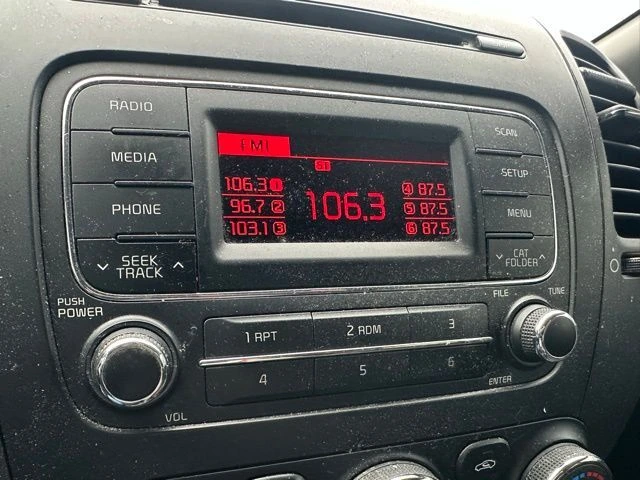 RADIO
MEDIA
PHONE
SEEK
TRACK
PUSH
POWER
VOL
FM1
ST
106.3 1
96.7 2
103.1 3
106.3
4 87.5
5 87.5
6 87.5
SCAN
SETUP
MENU
CAT
FOLDER
FILE
TUNE
ENTER
1 RPT
2 RDM
3
4
5
6